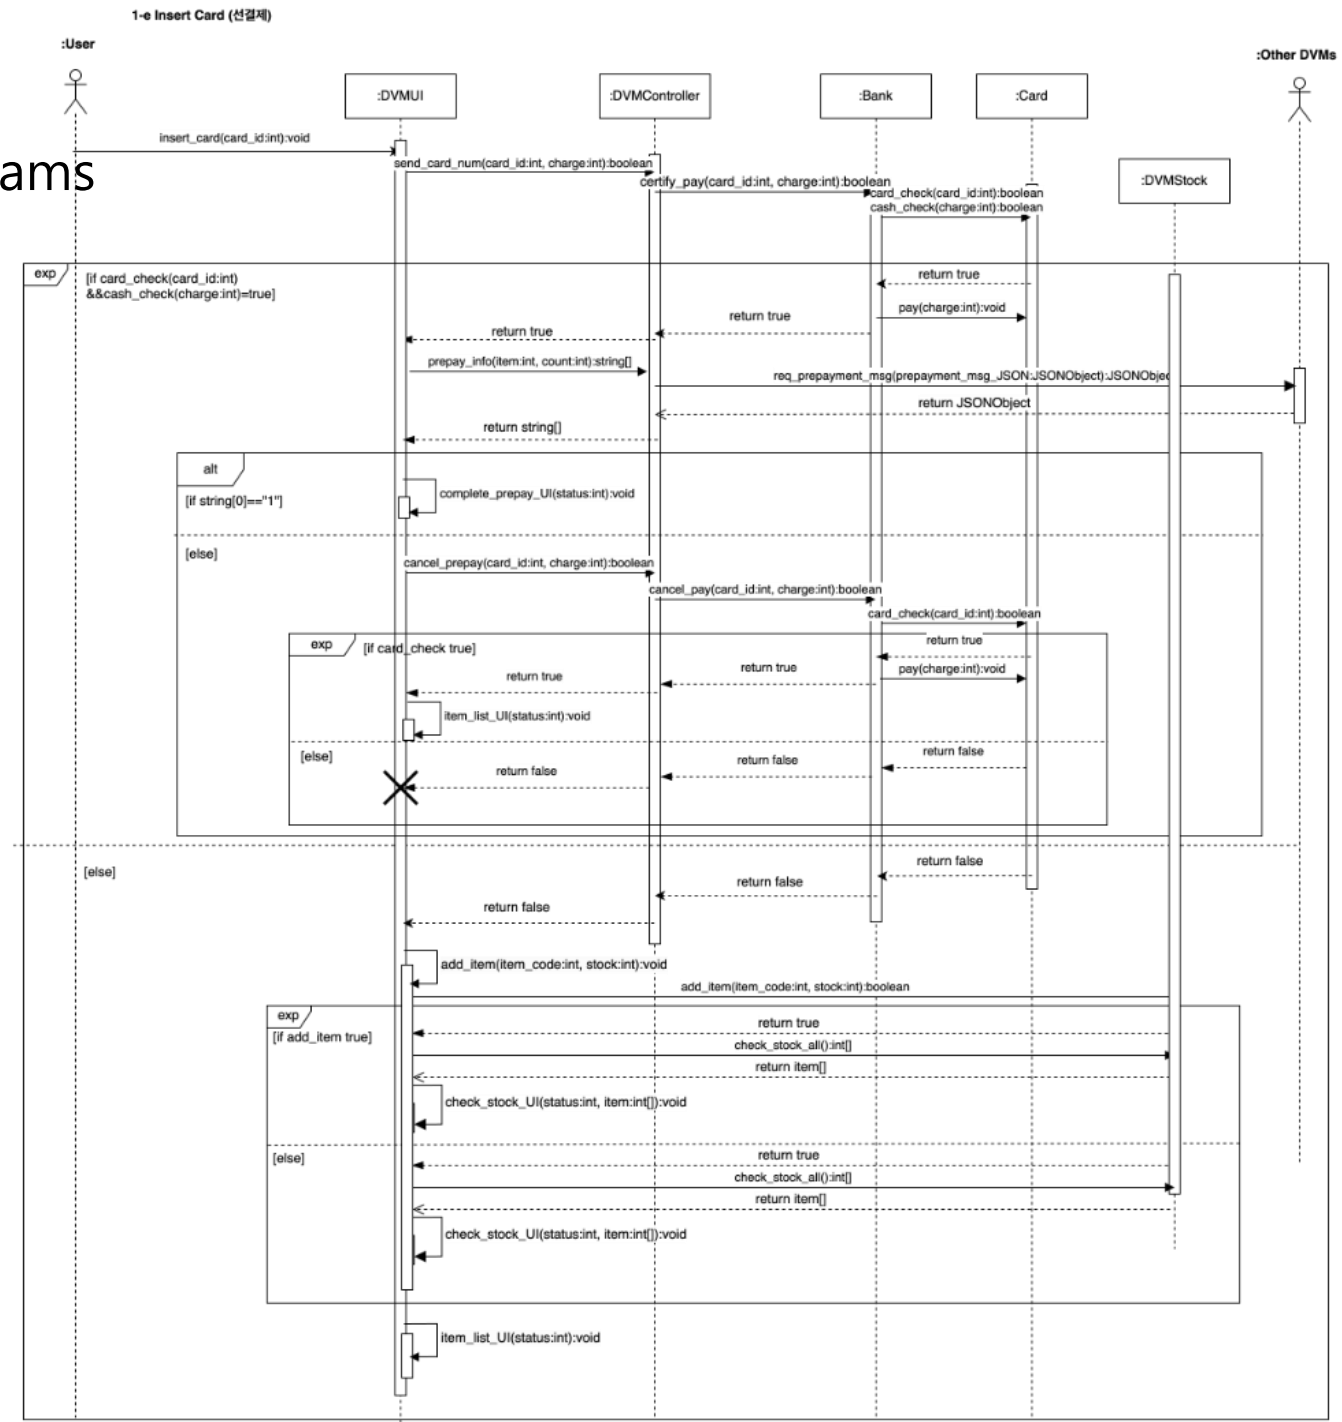 1-e Insert Card (선결제)
:User
:Other DVMs
:DVMUI
:DVMController
:Bank
:Card
insert_card(card_id:int):void
send_card_num(card_id:int, charge:int):boolean
ams
:DVMStock
certify_pay(card_id:int, charge:int):boolean
card_check(card_id:int):boolean
cash_check(charge:int):boolean
exp
[if card_check(card_id:int)
&&cash_check(charge:int)=true]
return true
pay(charge:int):void
return true
return true
prepay_info(item:int, count:int):string[]
req_prepayment_msg(prepayment_msg_JSON:JSONObject):JSONObjec
return JSONObject
return string[]
alt
[if string[0]=="1"]
complete_prepay_UI(status:int):void
[else]
cancel_prepay(card_id:int, charge:int):boolean
cancel_pay(card_id:int, charge:int):boolean
card_check(card_id:int):boolean
exp
[if card_check true]
return true
return true
pay(charge:int):void
return true
item_list_UI(status:int):void
[else]
return false
return false
return false
[else]
return false
return false
return false
add_item(item_code:int, stock:int):void
add_item(item_code:int, stock:int):boolean
exp
[if add_item true]
return true
check_stock_all():int[]
return item[]
check_stock_UI(status:int, item:int[]):void
[else]
return true
check_stock_all():int[]
return item[]
check_stock_UI(status:int, item:int[]):void
item_list_UI(status:int):void